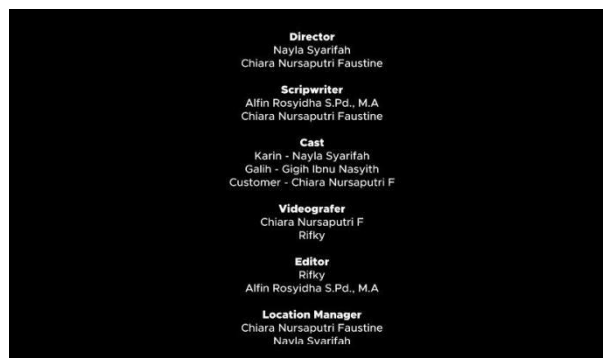 Director
Nayla Syarifah
Chiara Nursaputri Faustine
Scripwriter
Alfin Rosyidha S.Pd., M.A
Chiara Nursaputri Faustine
Cast
Karin - Nayla Syarifah
Galih - Gigih Ibnu Nasyith
Customer - Chiara Nursaputri F
Videografer
Chiara Nursaputri F
Rifky
Editor
Rifky
Alfin Rosyidha S.Pd., M.A
Location Manager
Chiara Nursaputri Faustine
Nayla Syarifah